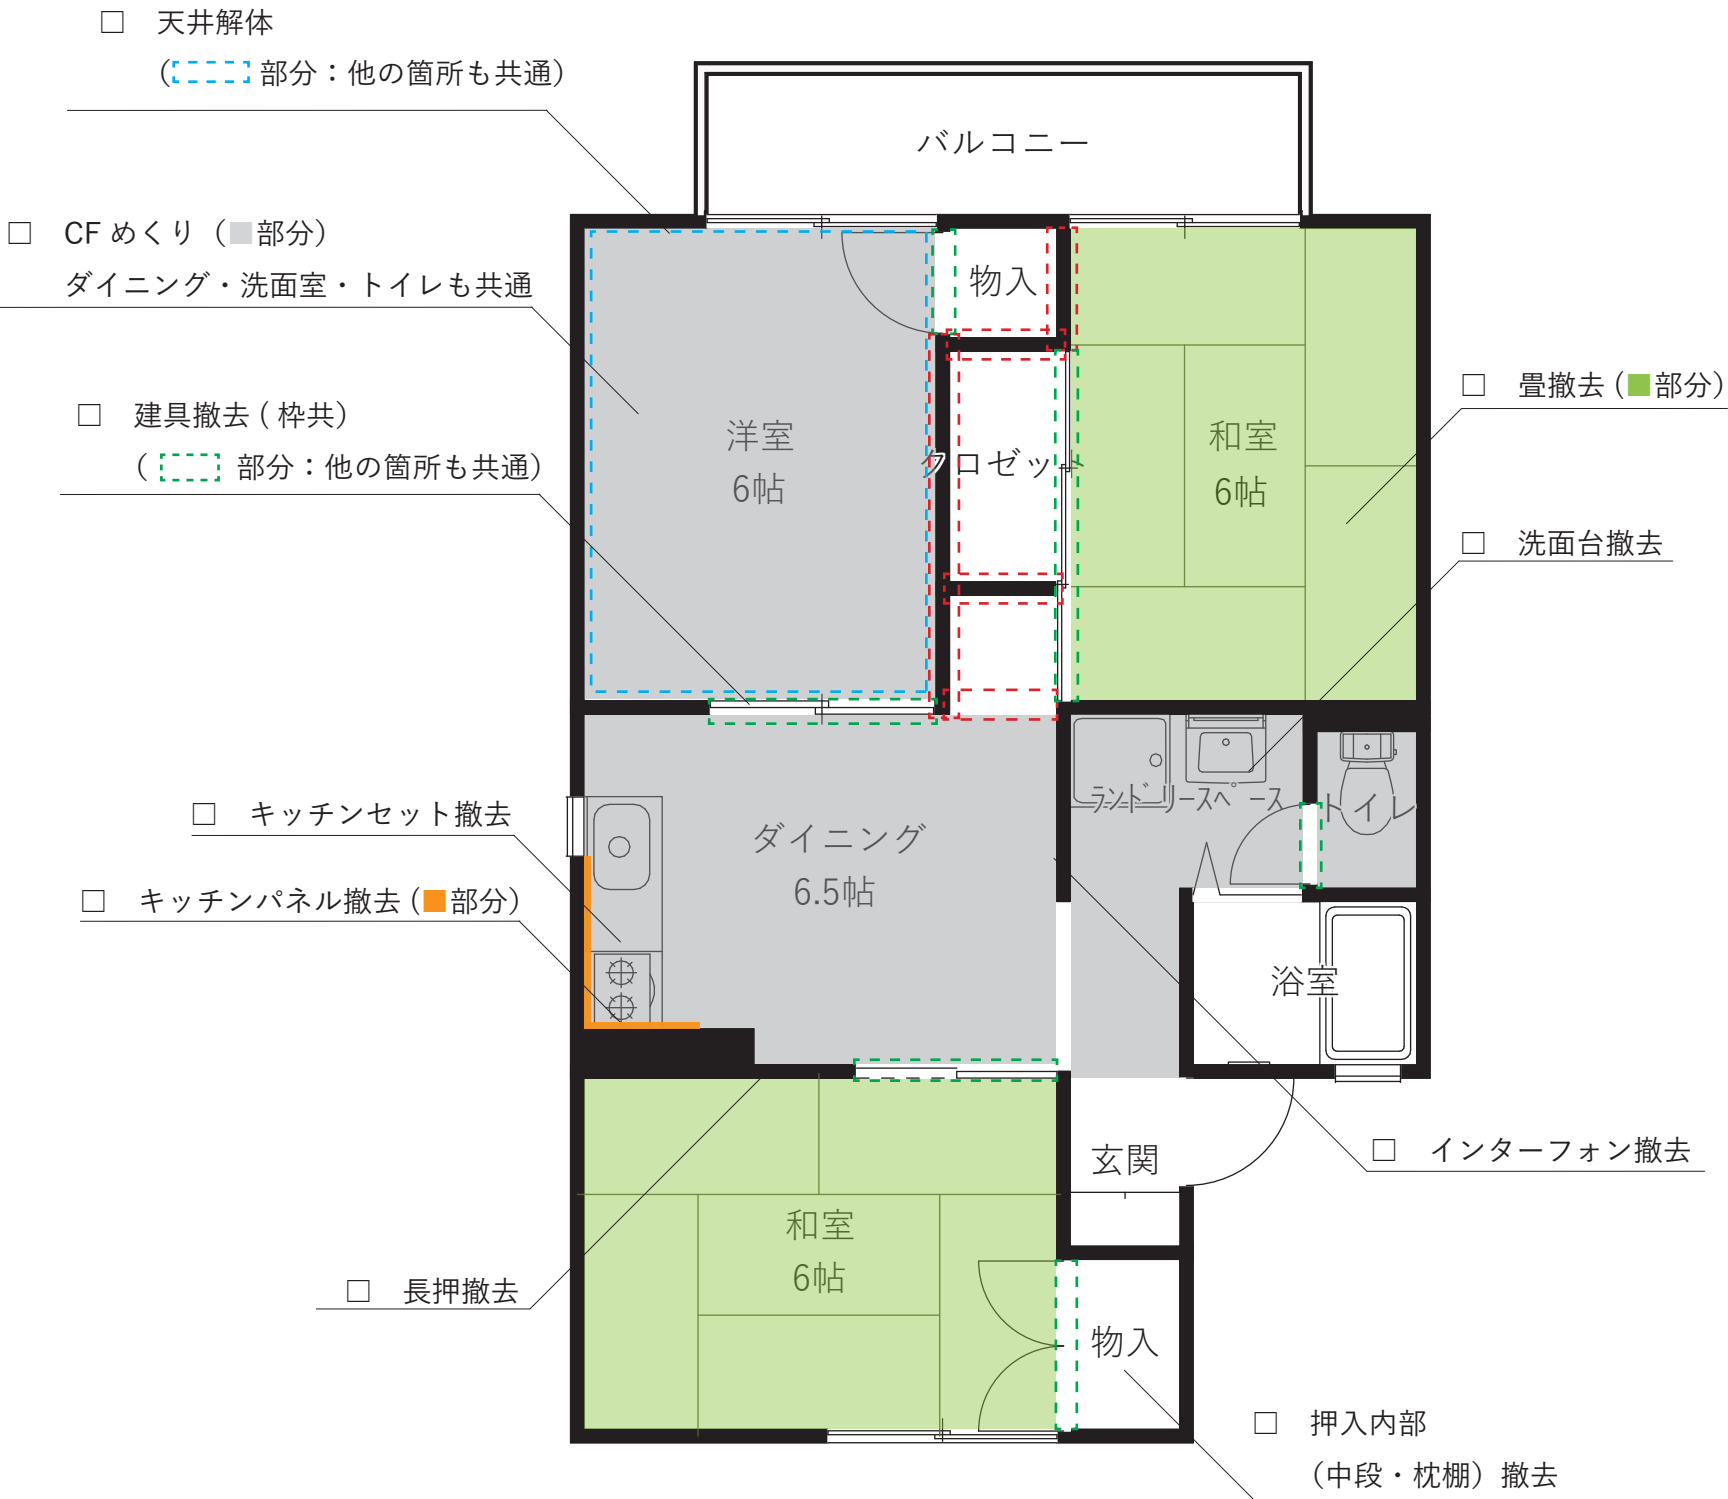 □ 天井解体
（ 部分：他の箇所も共通）
バルコニー
□ CF めくり（■部分）
ダイニング・洗面室・トイレも共通
物入
□ 建具撤去 ( 枠共）
（ 部分：他の箇所も共通）
□ 畳撤去 (■部分）
洋室
6帖
クロゼット
和室
6帖
□ 洗面台撤去
□ キッチンセット撤去
ランドリースペース
トイレ
ダイニング
6.5帖
□ キッチンパネル撤去 (■部分）
浴室
玄関
□ インターフォン撤去
和室
6帖
□ 長押撤去
物入
□ 押入内部
（中段・枕棚）撤去